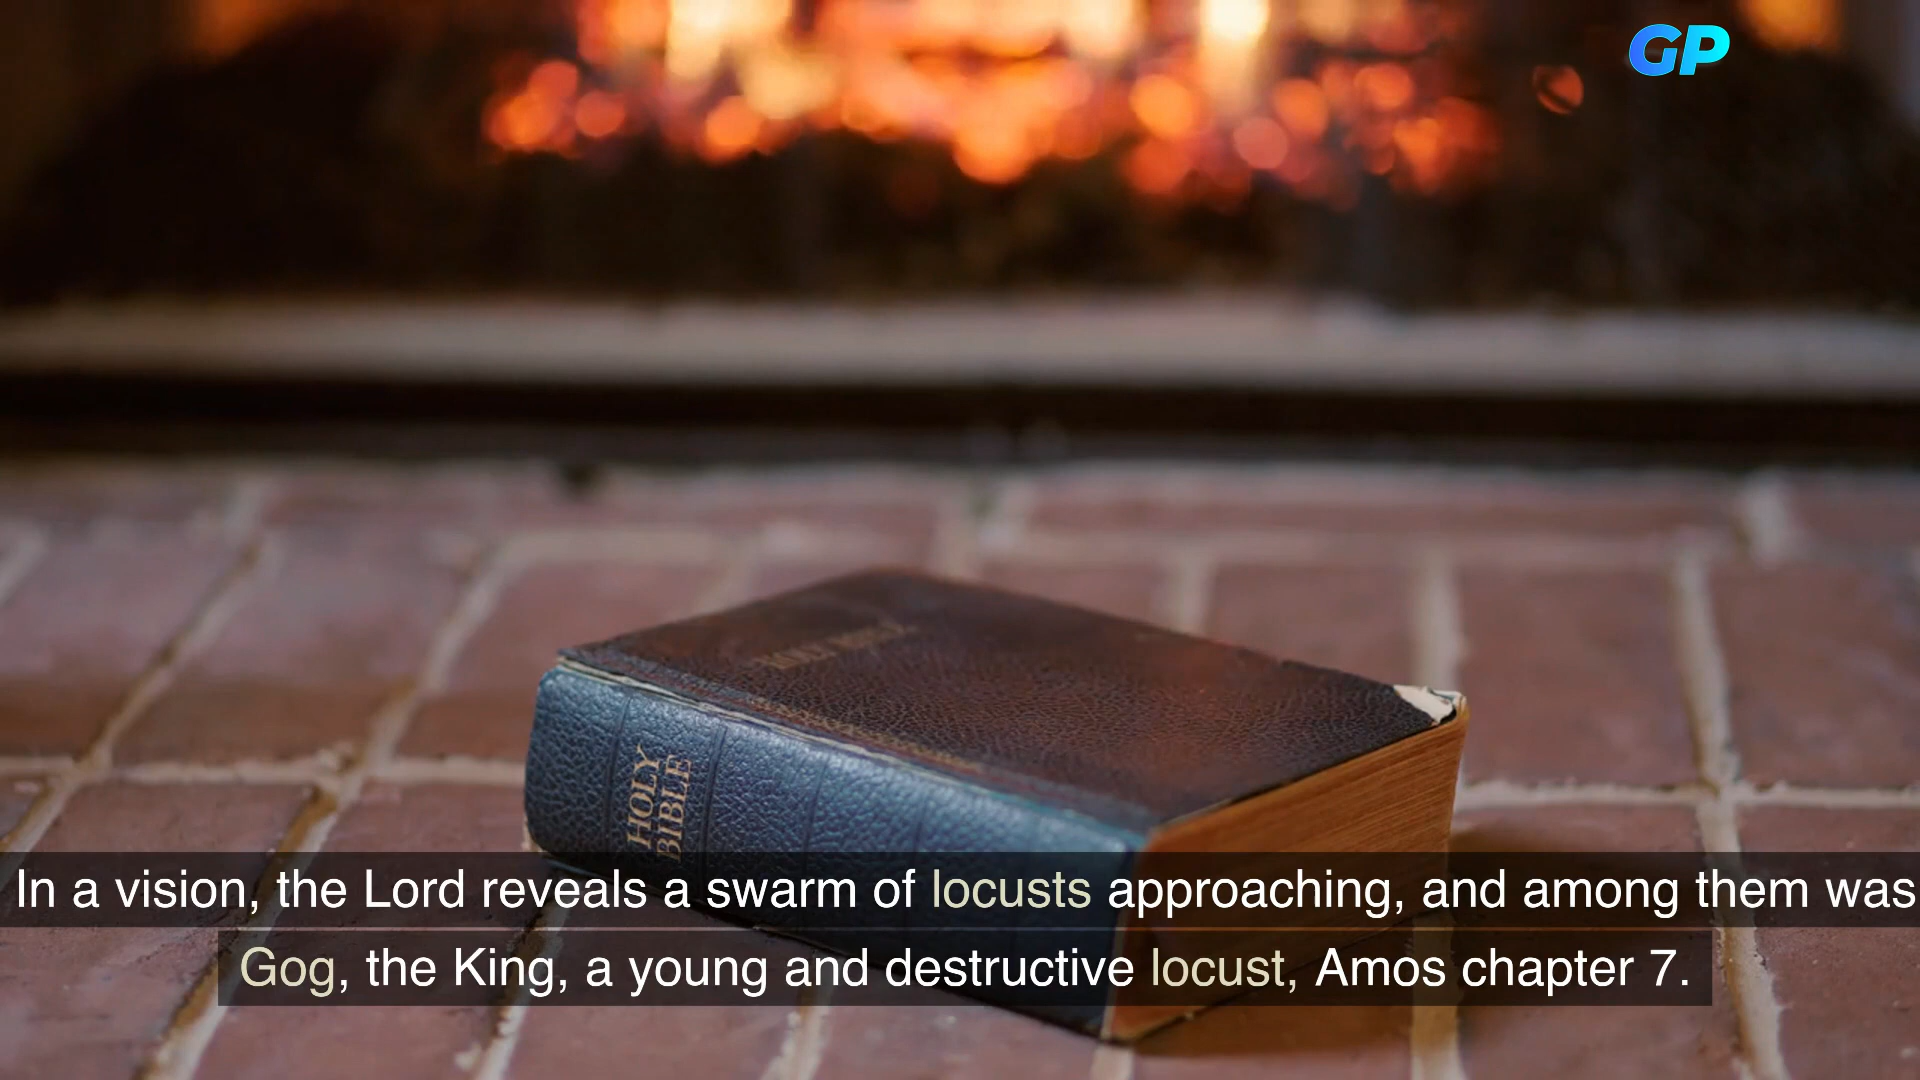 GP
HOLY
BIBLE
In a vision, the Lord reveals a swarm of locusts approaching, and among them was
Gog, the King, a young and destructive locust, Amos chapter 7.